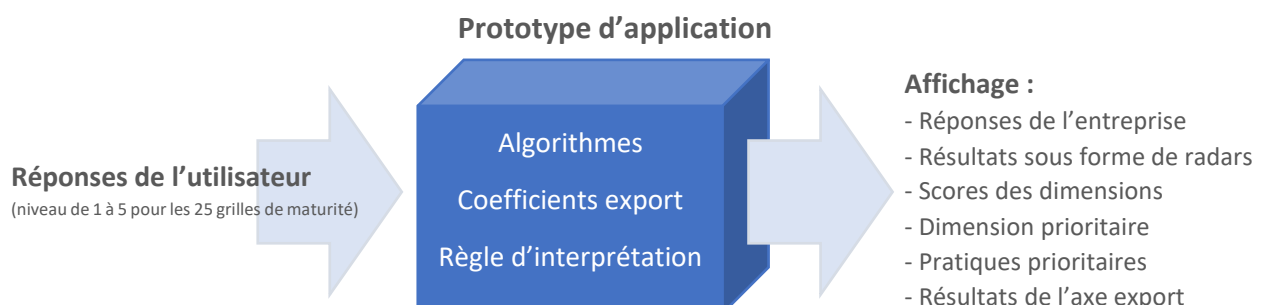 Prototype d’application
Réponses de l’utilisateur
(niveau de 1 à 5 pour les 25 grilles de maturité)
Algorithmes
Coefficients export
Règle d’interprétation
Affichage :
- Réponses de l’entreprise
- Résultats sous forme de radars
- Scores des dimensions
- Dimension prioritaire
- Pratiques prioritaires
- Résultats de l’axe export